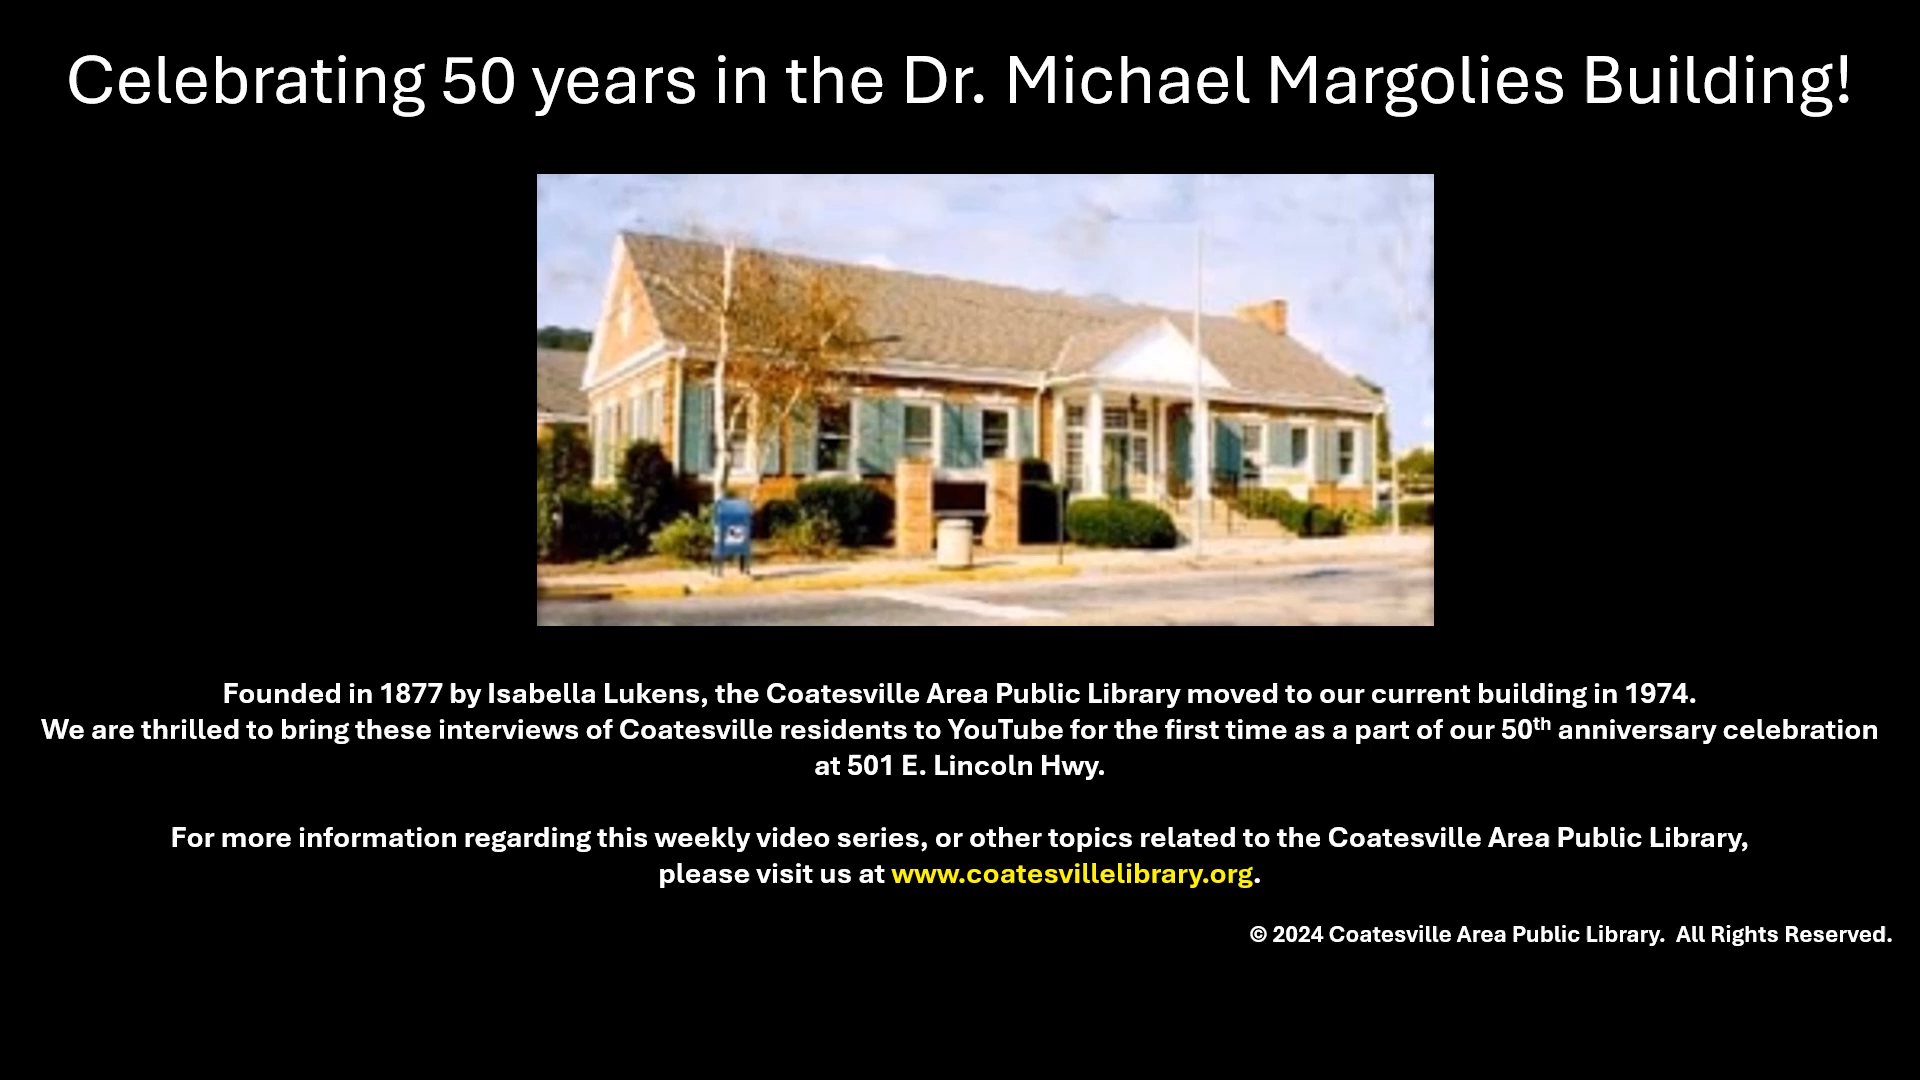 Celebrating 50 years in the Dr. Michael Margolies Building!
Founded in 1877 by Isabella Lukens, the Coatesville Area Public Library moved to our current building in 1974.
We are thrilled to bring these interviews of Coatesville residents to YouTube for the first time as a part of our 50th anniversary celebration
at 501 E. Lincoln Hwy.
For more information regarding this weekly video series, or other topics related to the Coatesville Area Public Library,
please visit us at www.coatesvillelibrary.org.
© 2024 Coatesville Area Public Library.  All Rights Reserved.